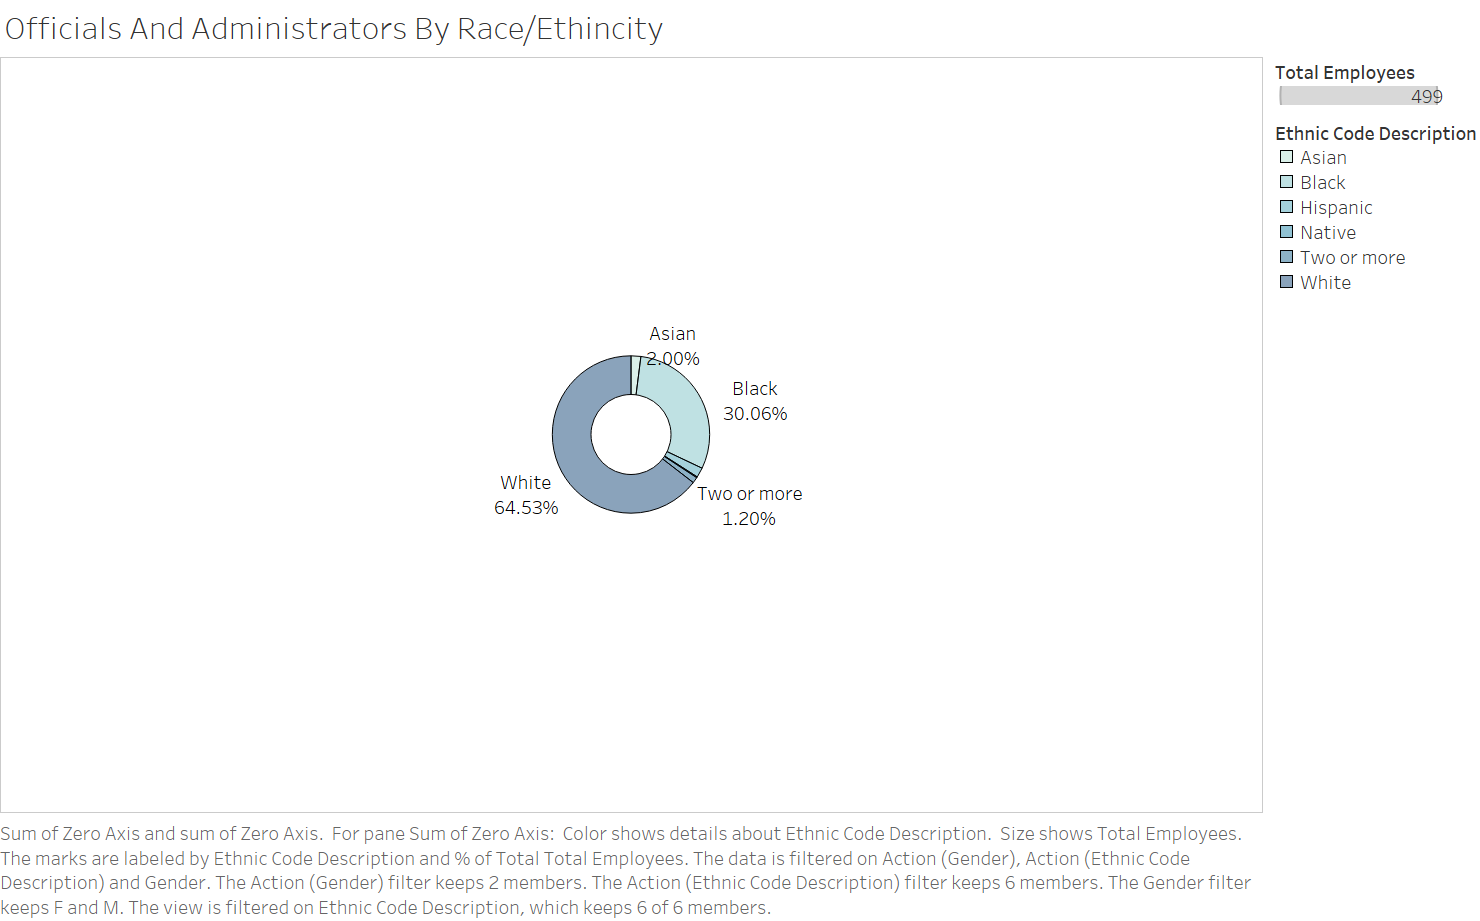 Officials And Administrators By Race/Ethincity
Total Employees
499
Ethnic Code Description
Asian
Black
Hispanic
Native
Two or more
White
Asian
2.00%
Black
30.06%
White
64.53%
Two or more
1.20%
Sum of Zero Axis and sum of Zero Axis.  For pane Sum of Zero Axis:  Color shows details about Ethnic Code Description.  Size shows Total Employees.
The marks are labeled by Ethnic Code Description and % of Total Total Employees. The data is filtered on Action (Gender), Action (Ethnic Code
Description) and Gender. The Action (Gender) filter keeps 2 members. The Action (Ethnic Code Description) filter keeps 6 members. The Gender filter
keeps F and M. The view is filtered on Ethnic Code Description, which keeps 6 of 6 members.